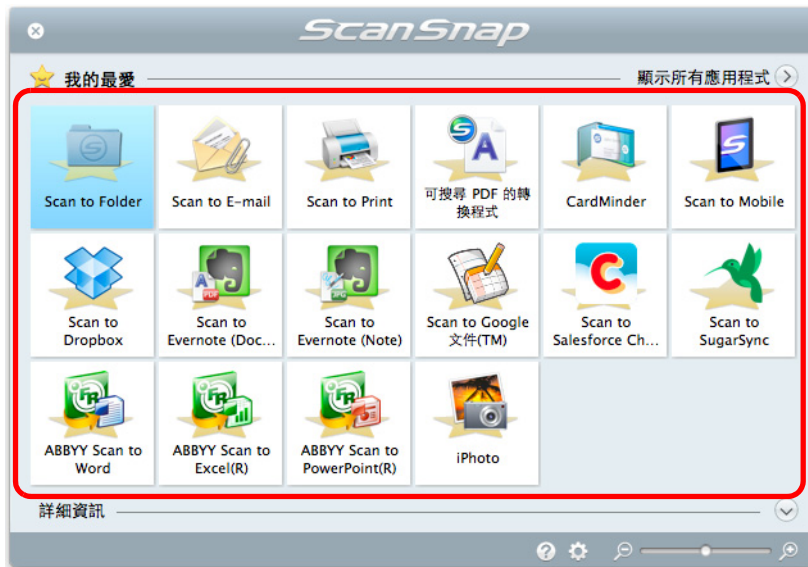 ScanSnap
我的最愛
顯示所有應用程式
Scan to Folder
Scan to E-mail
Scan to Print
可搜尋 PDF 的轉
換程式
CardMinder
Scan to Mobile
Scan to
Dropbox
Scan to
Evernote (Doc...
Scan to
Evernote (Note)
Scan to Google
文件(TM)
Scan to
Salesforce Ch...
Scan to
SugarSync
ABBYY Scan to
Word
ABBYY Scan to
Excel(R)
ABBYY Scan to
PowerPoint(R)
iPhoto
詳細資訊